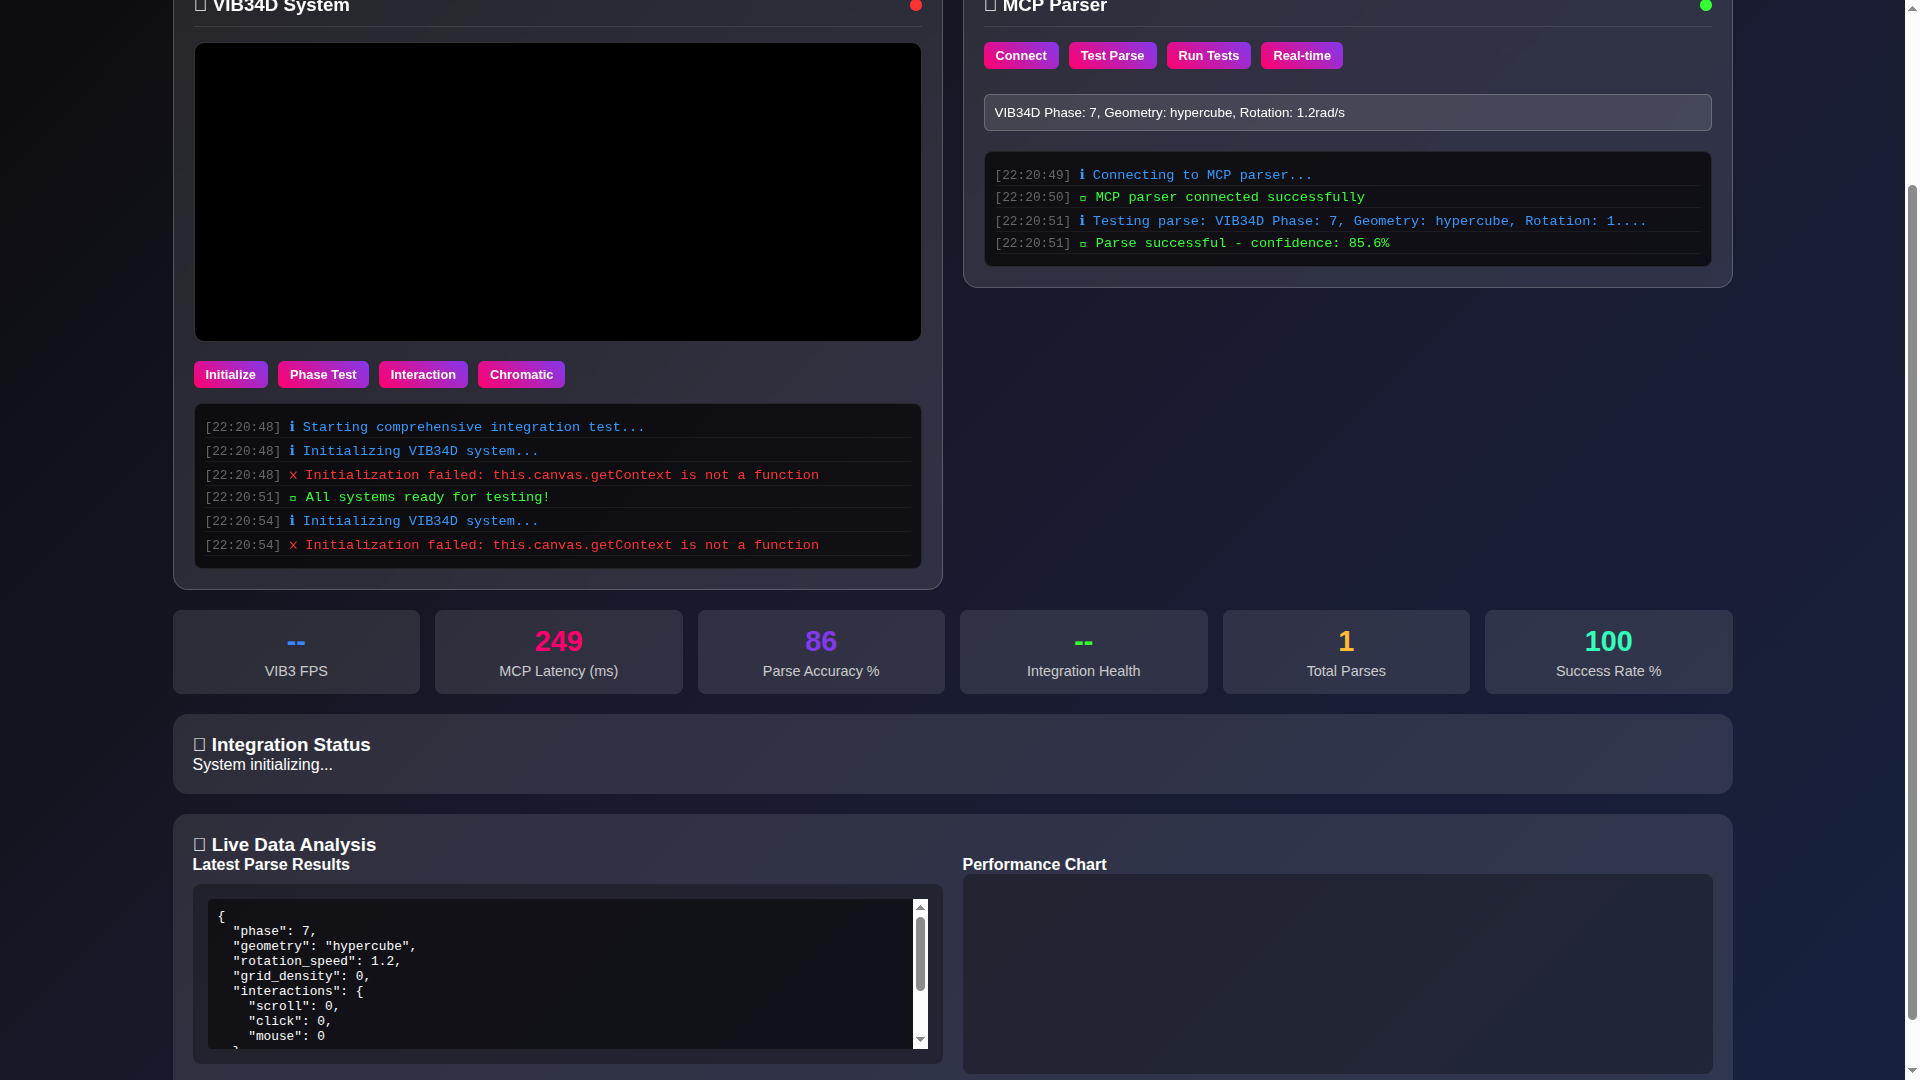 VIB34D System
Initialize
Phase Test
Interaction
Chromatic
[22:20:48] ℹ Starting comprehensive integration test...
[22:20:48] ℹ Initializing VIB34D system...
[22:20:48] ✗ Initialization failed: this.canvas.getContext is not a function
[22:20:51] All systems ready for testing!
[22:20:54] ℹ Initializing VIB34D system...
[22:20:54] ✗ Initialization failed: this.canvas.getContext is not a function
MCP Parser
Connect
Test Parse
Run Tests
Real-time
VIB34D Phase: 7, Geometry: hypercube, Rotation: 1.2rad/s
[22:20:49] ℹ Connecting to MCP parser...
[22:20:50] MCP parser connected successfully
[22:20:51] ℹ Testing parse: VIB34D Phase: 7, Geometry: hypercube, Rotation: 1....
[22:20:51] Parse successful - confidence: 85.6%
--
VIB3 FPS
249
MCP Latency (ms)
86
Parse Accuracy %
--
Integration Health
1
Total Parses
100
Success Rate %
Integration Status
System initializing...
Live Data Analysis
Latest Parse Results
{
"phase": 7,
"geometry": "hypercube",
"rotation_speed": 1.2,
"grid_density": 0,
"interactions": {
"scroll": 0,
"click": 0,
"mouse": 0
Performance Chart